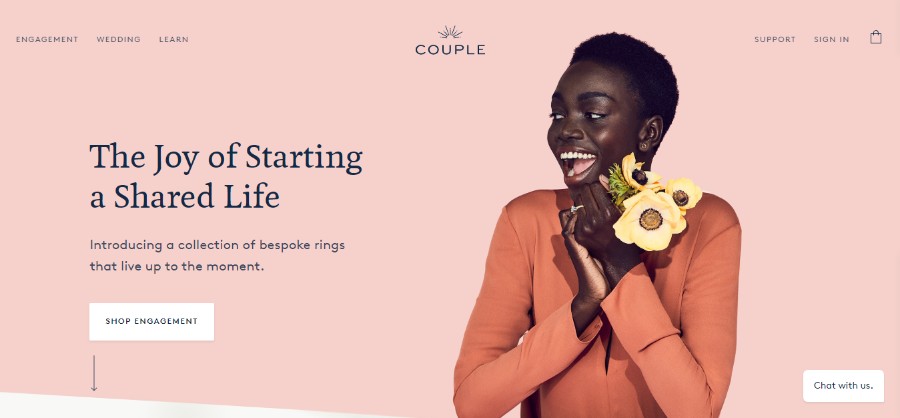 ENGAGEMENT WEDDING LEARN COUPLE SUPPORT SIGN IN
The Joy of Starting
a Shared Life
Introducing a collection of bespoke rings
that live up to the moment.
SHOP ENGAGEMENT
Chat with us.